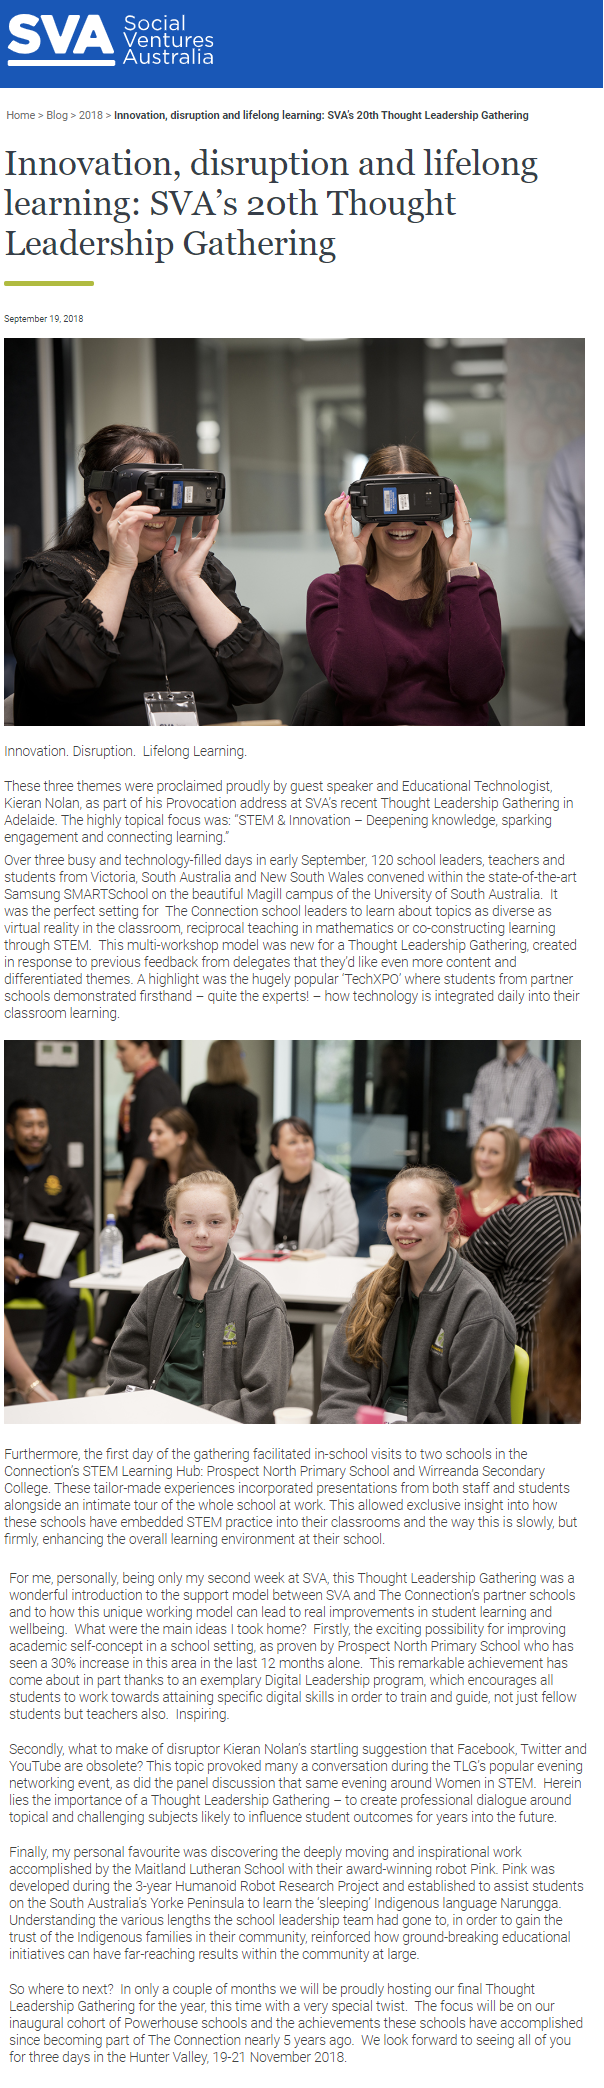 SVA Social
Ventures
Australia
Home > Blog > 2018 > Innovation, disruption and lifelong learning: SVA's 20th Thought Leadership Gathering
Innovation, disruption and lifelong
learning: SVA's 20th Thought
Leadership Gathering
September 19, 2018
SVA
Innovation. Disruption.  Lifelong Learning.
These three themes were proclaimed proudly by guest speaker and Educational Technologist,
Kieran Nolan, as part of his Provocation address at SVA's recent Thought Leadership Gathering in
Adelaide. The highly topical focus was: “STEM & Innovation – Deepening knowledge, sparking
engagement and connecting learning.”
Over three busy and technology-filled days in early September, 120 school leaders, teachers and
students from Victoria, South Australia and New South Wales convened within the state-of-the-art
Samsung SMARTSchool on the beautiful Magill campus of the University of South Australia.  It
was the perfect setting for  The Connection school leaders to learn about topics as diverse as
virtual reality in the classroom, reciprocal teaching in mathematics or co-constructing learning
through STEM.  This multi-workshop model was new for a Thought Leadership Gathering, created
in response to previous feedback from delegates that they'd like even more content and
differentiated themes. A highlight was the hugely popular ‘TechXPO’ where students from partner
schools demonstrated firsthand – quite the experts! – how technology is integrated daily into their
classroom learning.
Furthermore, the first day of the gathering facilitated in-school visits to two schools in the
Connection's STEM Learning Hub: Prospect North Primary School and Wirreanda Secondary
College. These tailor-made experiences incorporated presentations from both staff and students
alongside an intimate tour of the whole school at work. This allowed exclusive insight into how
these schools have embedded STEM practice into their classrooms and the way this is slowly, but
firmly, enhancing the overall learning environment at their school.
For me, personally, being only my second week at SVA, this Thought Leadership Gathering was a
wonderful introduction to the support model between SVA and The Connection's partner schools
and to how this unique working model can lead to real improvements in student learning and
wellbeing.  What were the main ideas I took home?  Firstly, the exciting possibility for improving
academic self-concept in a school setting, as proven by Prospect North Primary School who has
seen a 30% increase in this area in the last 12 months alone.  This remarkable achievement has
come about in part thanks to an exemplary Digital Leadership program, which encourages all
students to work towards attaining specific digital skills in order to train and guide, not just fellow
students but teachers also.  Inspiring.
Secondly, what to make of disruptor Kieran Nolan's startling suggestion that Facebook, Twitter and
YouTube are obsolete? This topic provoked many a conversation during the TLG's popular evening
networking event, as did the panel discussion that same evening around Women in STEM.  Herein
lies the importance of a Thought Leadership Gathering – to create professional dialogue around
topical and challenging subjects likely to influence student outcomes for years into the future.
Finally, my personal favourite was discovering the deeply moving and inspirational work
accomplished by the Maitland Lutheran School with their award-winning robot Pink. Pink was
developed during the 3-year Humanoid Robot Research Project and established to assist students
on the South Australia's Yorke Peninsula to learn the ‘sleeping’ Indigenous language Narungga.
Understanding the various lengths the school leadership team had gone to, in order to gain the
trust of the Indigenous families in their community, reinforced how ground-breaking educational
initiatives can have far-reaching results within the community at large.
So where to next?  In only a couple of months we will be proudly hosting our final Thought
Leadership Gathering for the year, this time with a very special twist.  The focus will be on our
inaugural cohort of Powerhouse schools and the achievements these schools have accomplished
since becoming part of The Connection nearly 5 years ago.  We look forward to seeing all of you
for three days in the Hunter Valley, 19-21 November 2018.